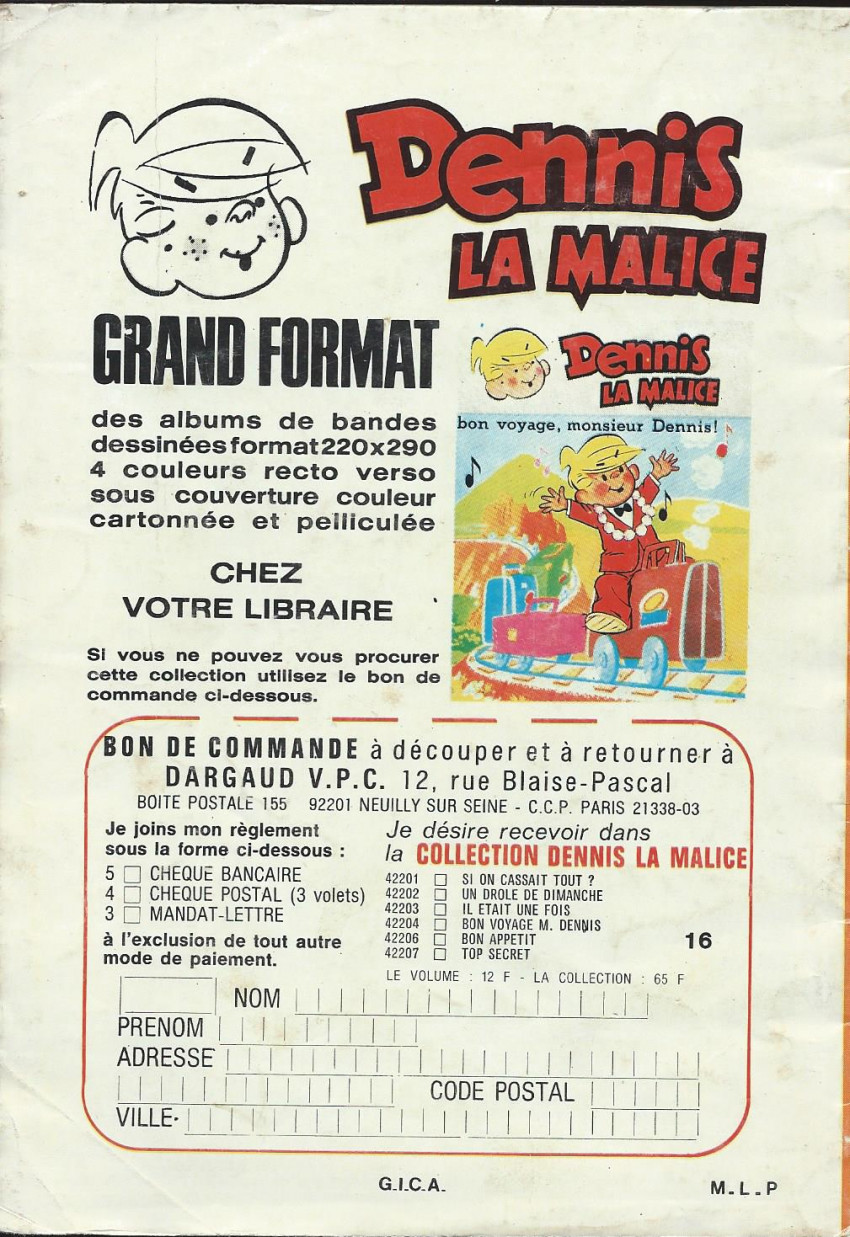 Dennis
LA MALICE
GRAND FORMAT
des albums de bandes
dessinées format 220x290
4 couleurs recto verso
sous couverture couleur
cartonnée et pelliculée
CHEZ
VOTRE LIBRAIRE
Si vous ne pouvez vous procurer
cette collection utilisez le bon de
commande ci-dessous.
Dennis
LA MALICE
bon voyage, monsieur Dennis!
BON DE COMMANDE à découper et à retourner à
DARGAUD V.P.C. 12, rue Blaise-Pascal
BOITE POSTALE 155 92201 NEUILLY SUR SEINE - C.C.P. PARIS 21338-03
Je joins mon règlement
sous la forme ci-dessous :
5 □ CHEQUE BANCAIRE
4 □ CHEQUE POSTAL (3 volets)
3 □ MANDAT-LETTRE
à l'exclusion de tout autre
mode de paiement.
Je désire recevoir dans
la COLLECTION DENNIS LA MALICE
42201 □ SI ON CASSAIT TOUT ?
42202 □ UN DROLE DE DIMANCHE
42203 □ IL ETAIT UNE FOIS
42204 □ BON VOYAGE M. DENNIS
42206 □ BON APPETIT 16
42207 □ TOP SECRET
LE VOLUME : 12 F - LA COLLECTION : 65 F
NOM
PRENOM
ADRESSE
CODE POSTAL
VILLE
G.I.C.A.
M.L.P